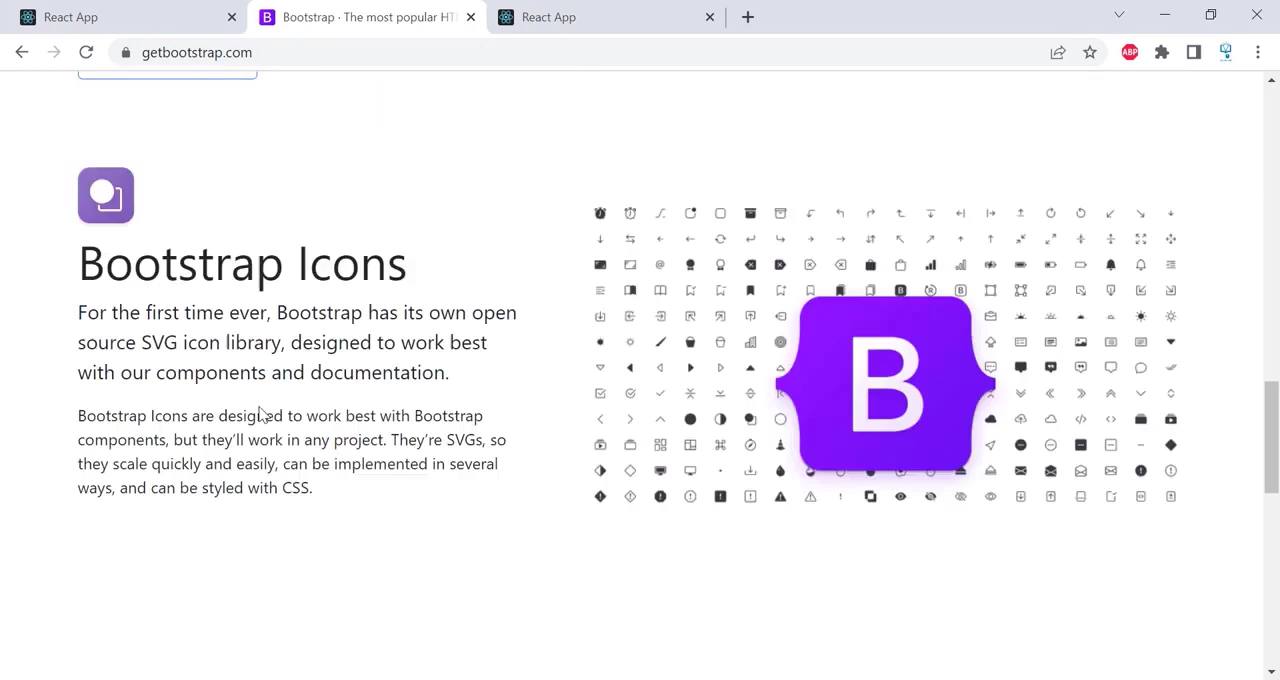 React App
Bootstrap · The most popular HT
React App
getbootstrap.com
ABP
Bootstrap Icons
For the first time ever, Bootstrap has its own open
source SVG icon library, designed to work best
with our components and documentation.
Bootstrap Icons are designed to work best with Bootstrap
components, but they'll work in any project. They're SVGs, so
they scale quickly and easily, can be implemented in several
ways, and can be styled with CSS.
B